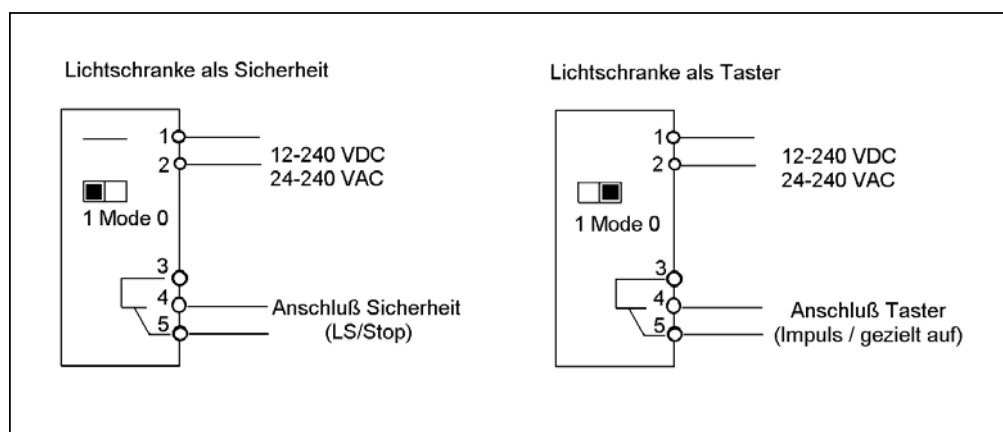 Lichtschranke als Sicherheit
1
2
12-240 VDC
24-240 VAC
1 Mode 0
3
4
5
Anschluß Sicherheit
(LS/Stop)
Lichtschranke als Taster
1
2
12-240 VDC
24-240 VAC
1 Mode 0
3
4
5
Anschluß Taster
(Impuls / gezielt auf)